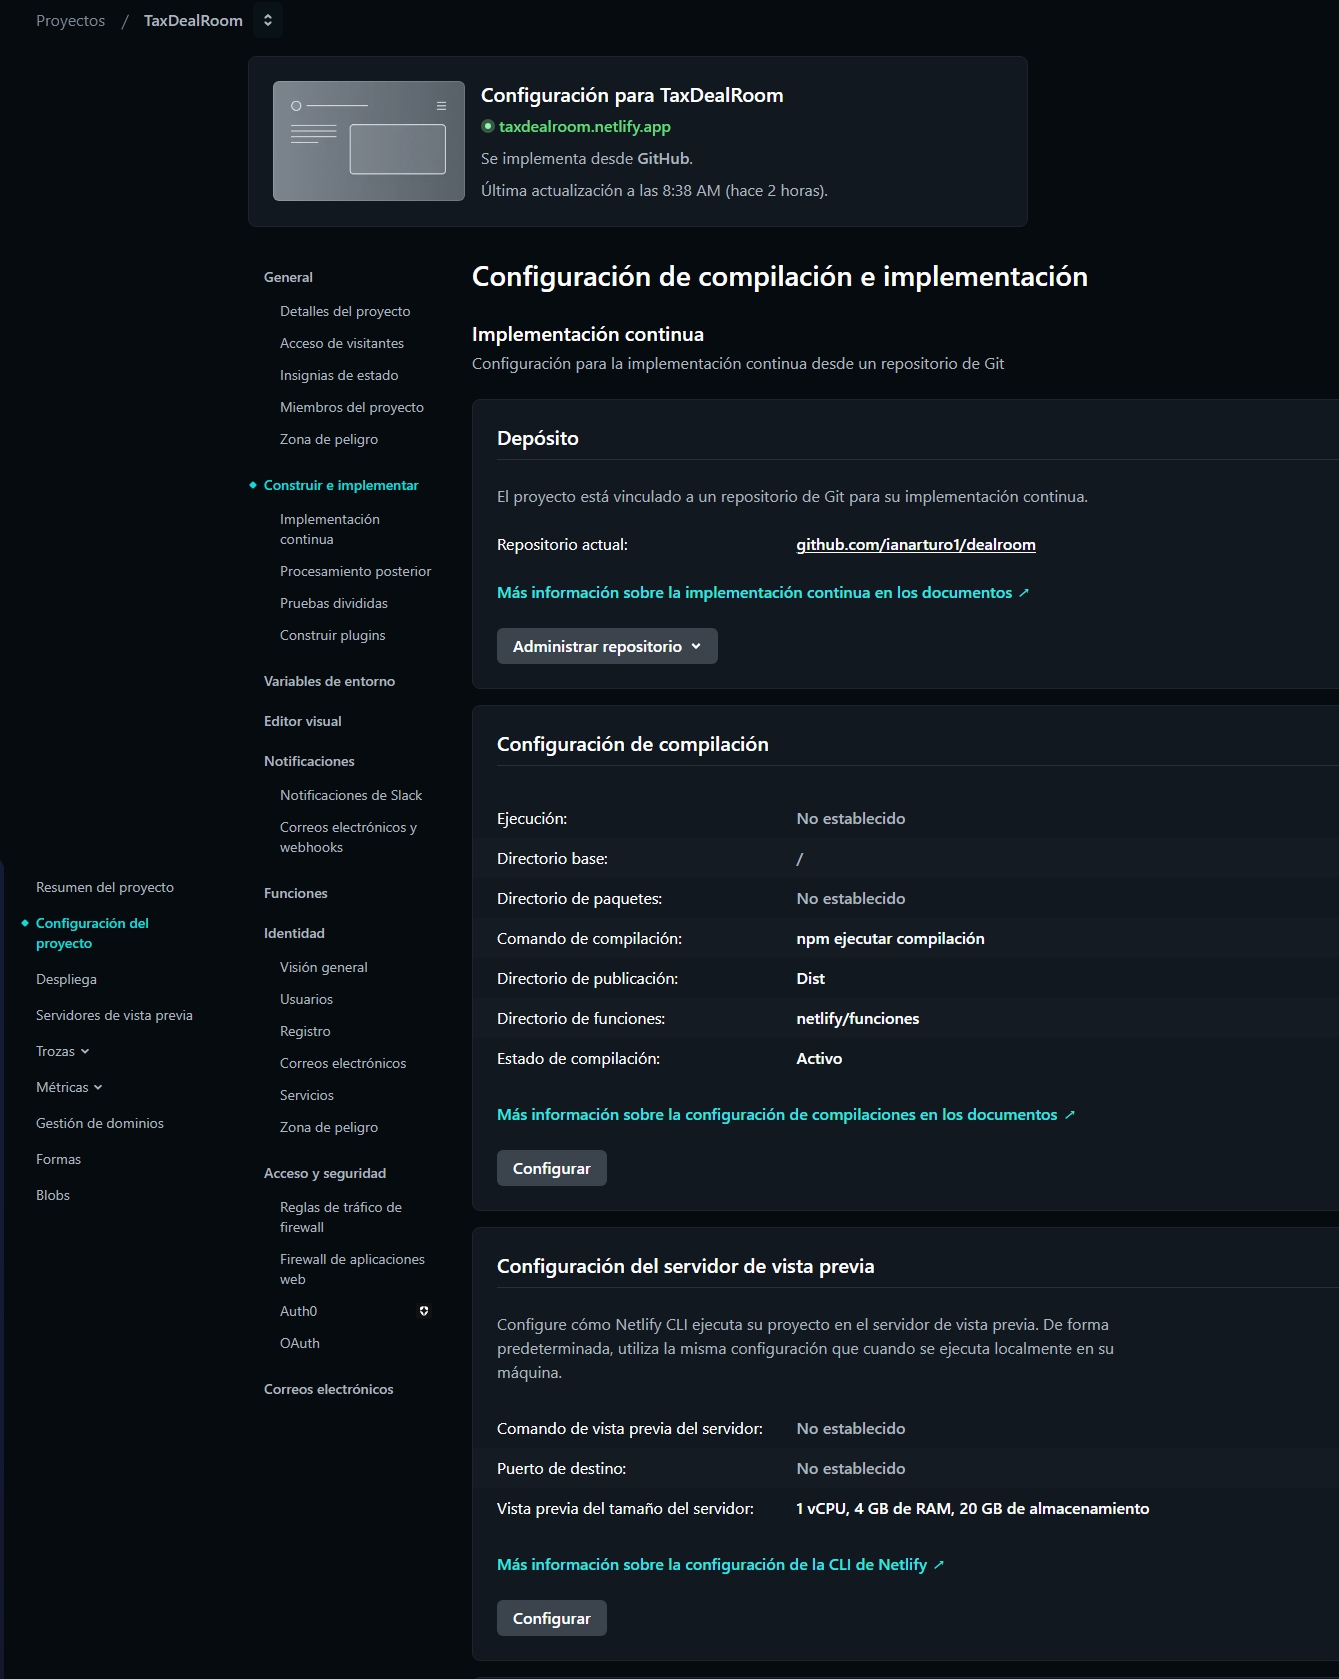 Proyectos / TaxDealRoom
Configuración para TaxDealRoom
taxdealroom.netlify.app
Se implementa desde GitHub.
Última actualización a las 8:38 AM (hace 2 horas).
Resumen del proyecto
Configuración del
proyecto
Despliega
Servidores de vista previa
Trozas
Métricas
Gestión de dominios
Formas
Blobs
General
Detalles del proyecto
Acceso de visitantes
Insignias de estado
Miembros del proyecto
Zona de peligro
Construir e implementar
Implementación
continua
Procesamiento posterior
Pruebas divididas
Construir plugins
Variables de entorno
Editor visual
Notificaciones
Notificaciones de Slack
Correos electrónicos y
webhooks
Funciones
Identidad
Visión general
Usuarios
Registro
Correos electrónicos
Servicios
Zona de peligro
Acceso y seguridad
Reglas de tráfico de
firewall
Firewall de aplicaciones
web
Auth0
OAuth
Correos electrónicos
Configuración de compilación e implementación
Implementación continua
Configuración para la implementación continua desde un repositorio de Git
Depósito
El proyecto está vinculado a un repositorio de Git para su implementación continua.
Repositorio actual: github.com/ianarturo1/dealroom
Más información sobre la implementación continua en los documentos ↗
Administrar repositorio
Configuración de compilación
Ejecución: No establecido
Directorio base: /
Directorio de paquetes: No establecido
Comando de compilación: npm ejecutar compilación
Directorio de publicación: Dist
Directorio de funciones: netlify/funciones
Estado de compilación: Activo
Más información sobre la configuración de compilaciones en los documentos ↗
Configurar
Configuración del servidor de vista previa
Configure cómo Netlify CLI ejecuta su proyecto en el servidor de vista previa. De forma
predeterminada, utiliza la misma configuración que cuando se ejecuta localmente en su
máquina.
Comando de vista previa del servidor: No establecido
Puerto de destino: No establecido
Vista previa del tamaño del servidor: 1 vCPU, 4 GB de RAM, 20 GB de almacenamiento
Más información sobre la configuración de la CLI de Netlify ↗
Configurar